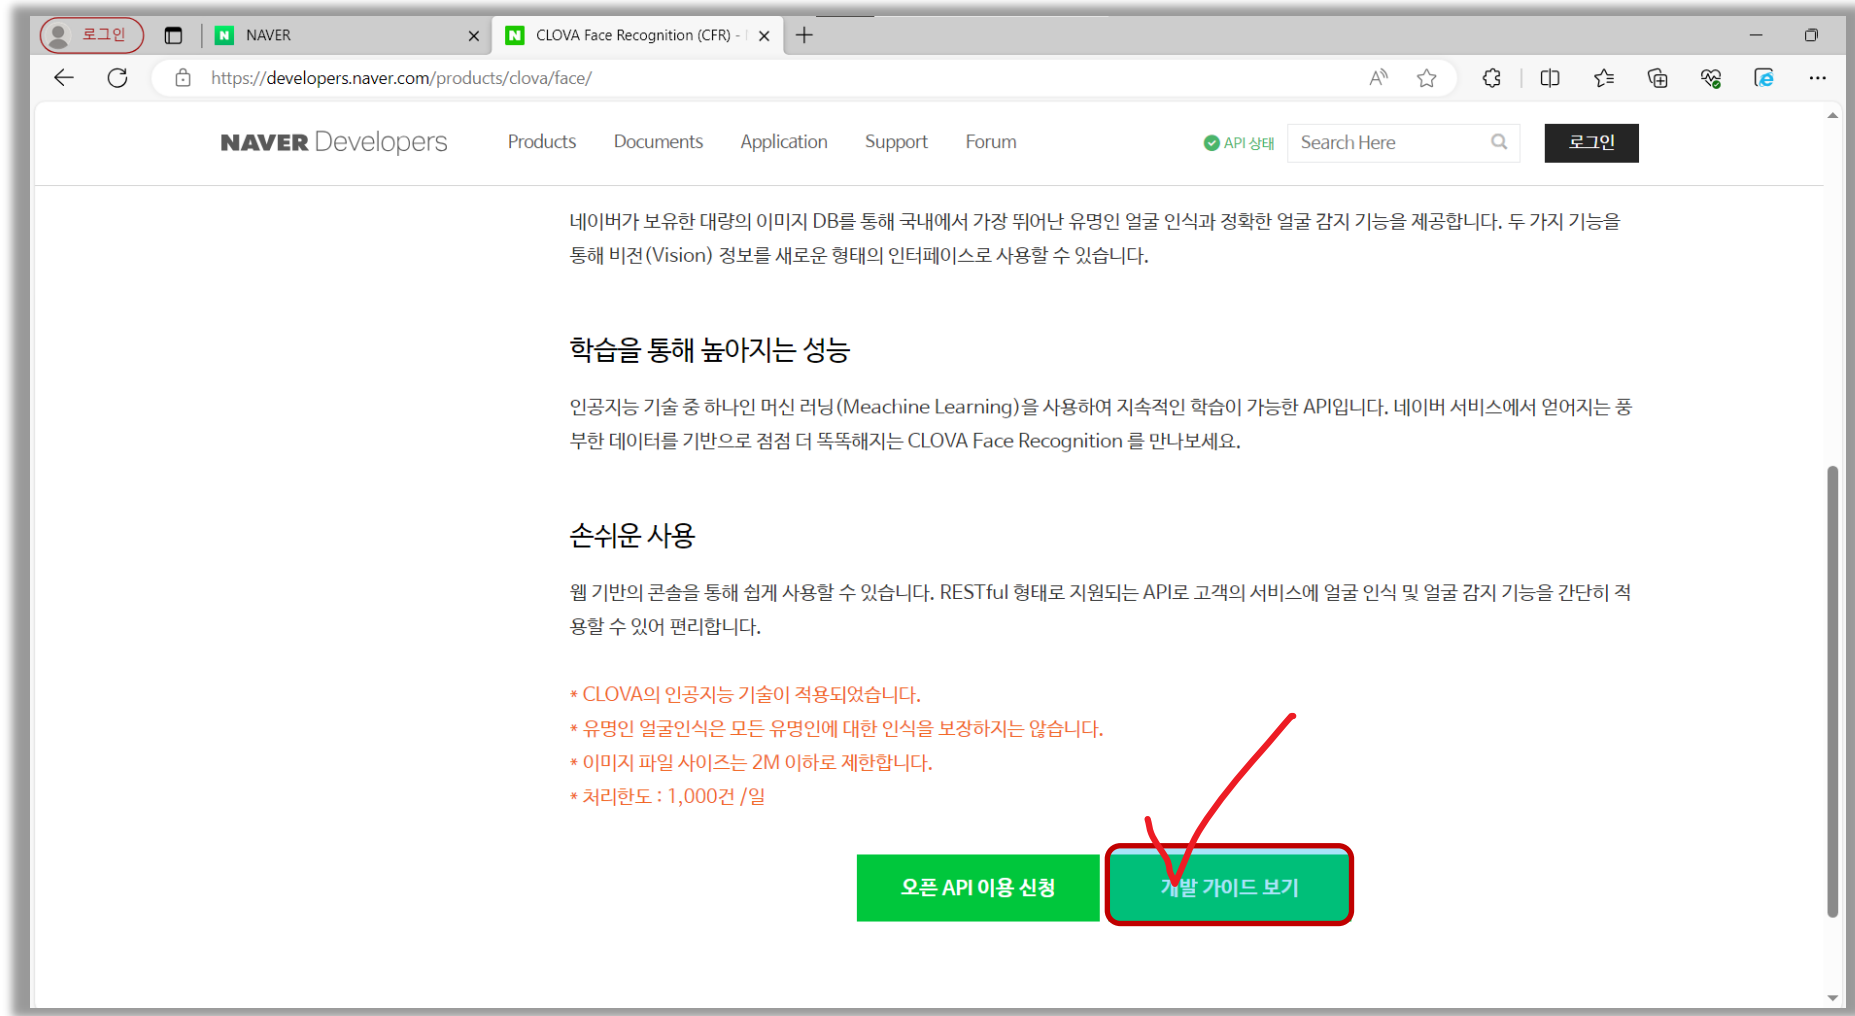 로그인
NAVER
CLOVA Face Recognition (CFR) -
https://developers.naver.com/products/clova/face/
NAVER Developers
Products
Documents
Application
Support
Forum
API 상태
Search Here
로그인
네이버가 보유한 대량의 이미지 DB를 통해 국내에서 가장 뛰어난 유명인 얼굴 인식과 정확한 얼굴 감지 기능을 제공합니다. 두 가지 기능을
통해 비전(Vision) 정보를 새로운 형태의 인터페이스로 사용할 수 있습니다.
학습을 통해 높아지는 성능
인공지능 기술 중 하나인 머신 러닝(Meachine Learning)을 사용하여 지속적인 학습이 가능한 API입니다. 네이버 서비스에서 얻어지는 풍
부한 데이터를 기반으로 점점 더 똑똑해지는 CLOVA Face Recognition 를 만나보세요.
손쉬운 사용
웹 기반의 콘솔을 통해 쉽게 사용할 수 있습니다. RESTful 형태로 지원되는 API로 고객의 서비스에 얼굴 인식 및 얼굴 감지 기능을 간단히 적
용할 수 있어 편리합니다.
* CLOVA의 인공지능 기술이 적용되었습니다.
* 유명인 얼굴인식은 모든 유명인에 대한 인식을 보장하지는 않습니다.
* 이미지 파일 사이즈는 2M 이하로 제한합니다.
* 처리한도 : 1,000건 /일
오픈 API 이용 신청
개발 가이드 보기